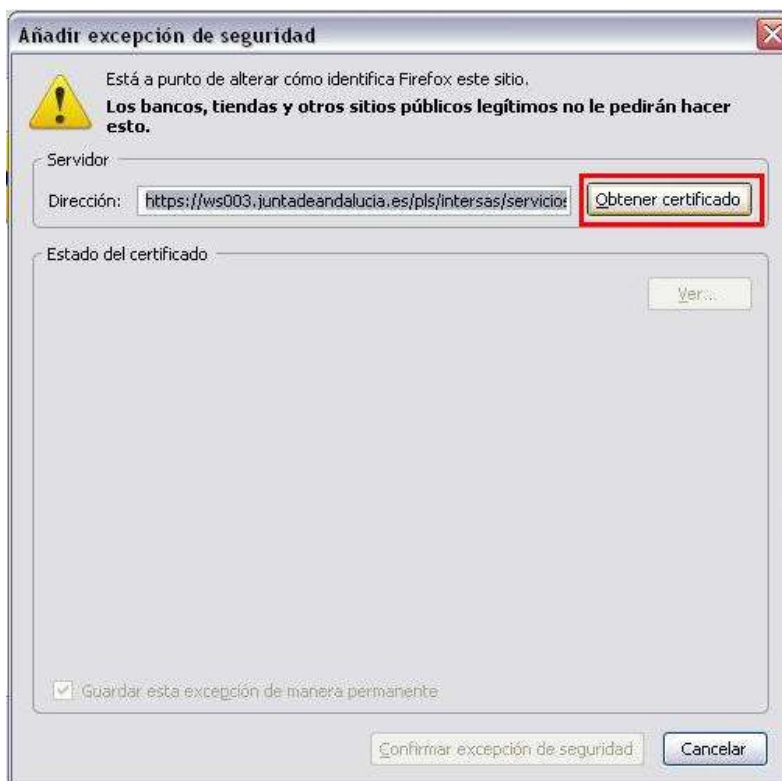 Añadir excepción de seguridad
Está a punto de alterar cómo identifica Firefox este sitio.
Los bancos, tiendas y otros sitios públicos legítimos no le pedirán hacer
esto.
Servidor
Dirección: https://ws003.juntadeandalucia.es/pls/intersas/servicios Obtener certificado
Estado del certificado
Ver...
Guardar esta excepción de manera permanente
Confirmar excepción de seguridad Cancelar